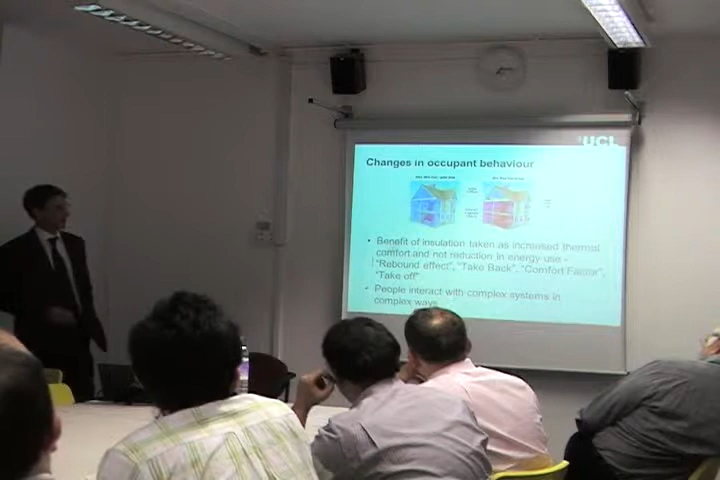 UCL
Changes in occupant behaviour
• Benefit of insulation taken as increased thermal
comfort and not reduction in energy use -
"Rebound effect", "Take Back", "Comfort Factor",
"Take off"
• People interact with complex systems in
complex ways